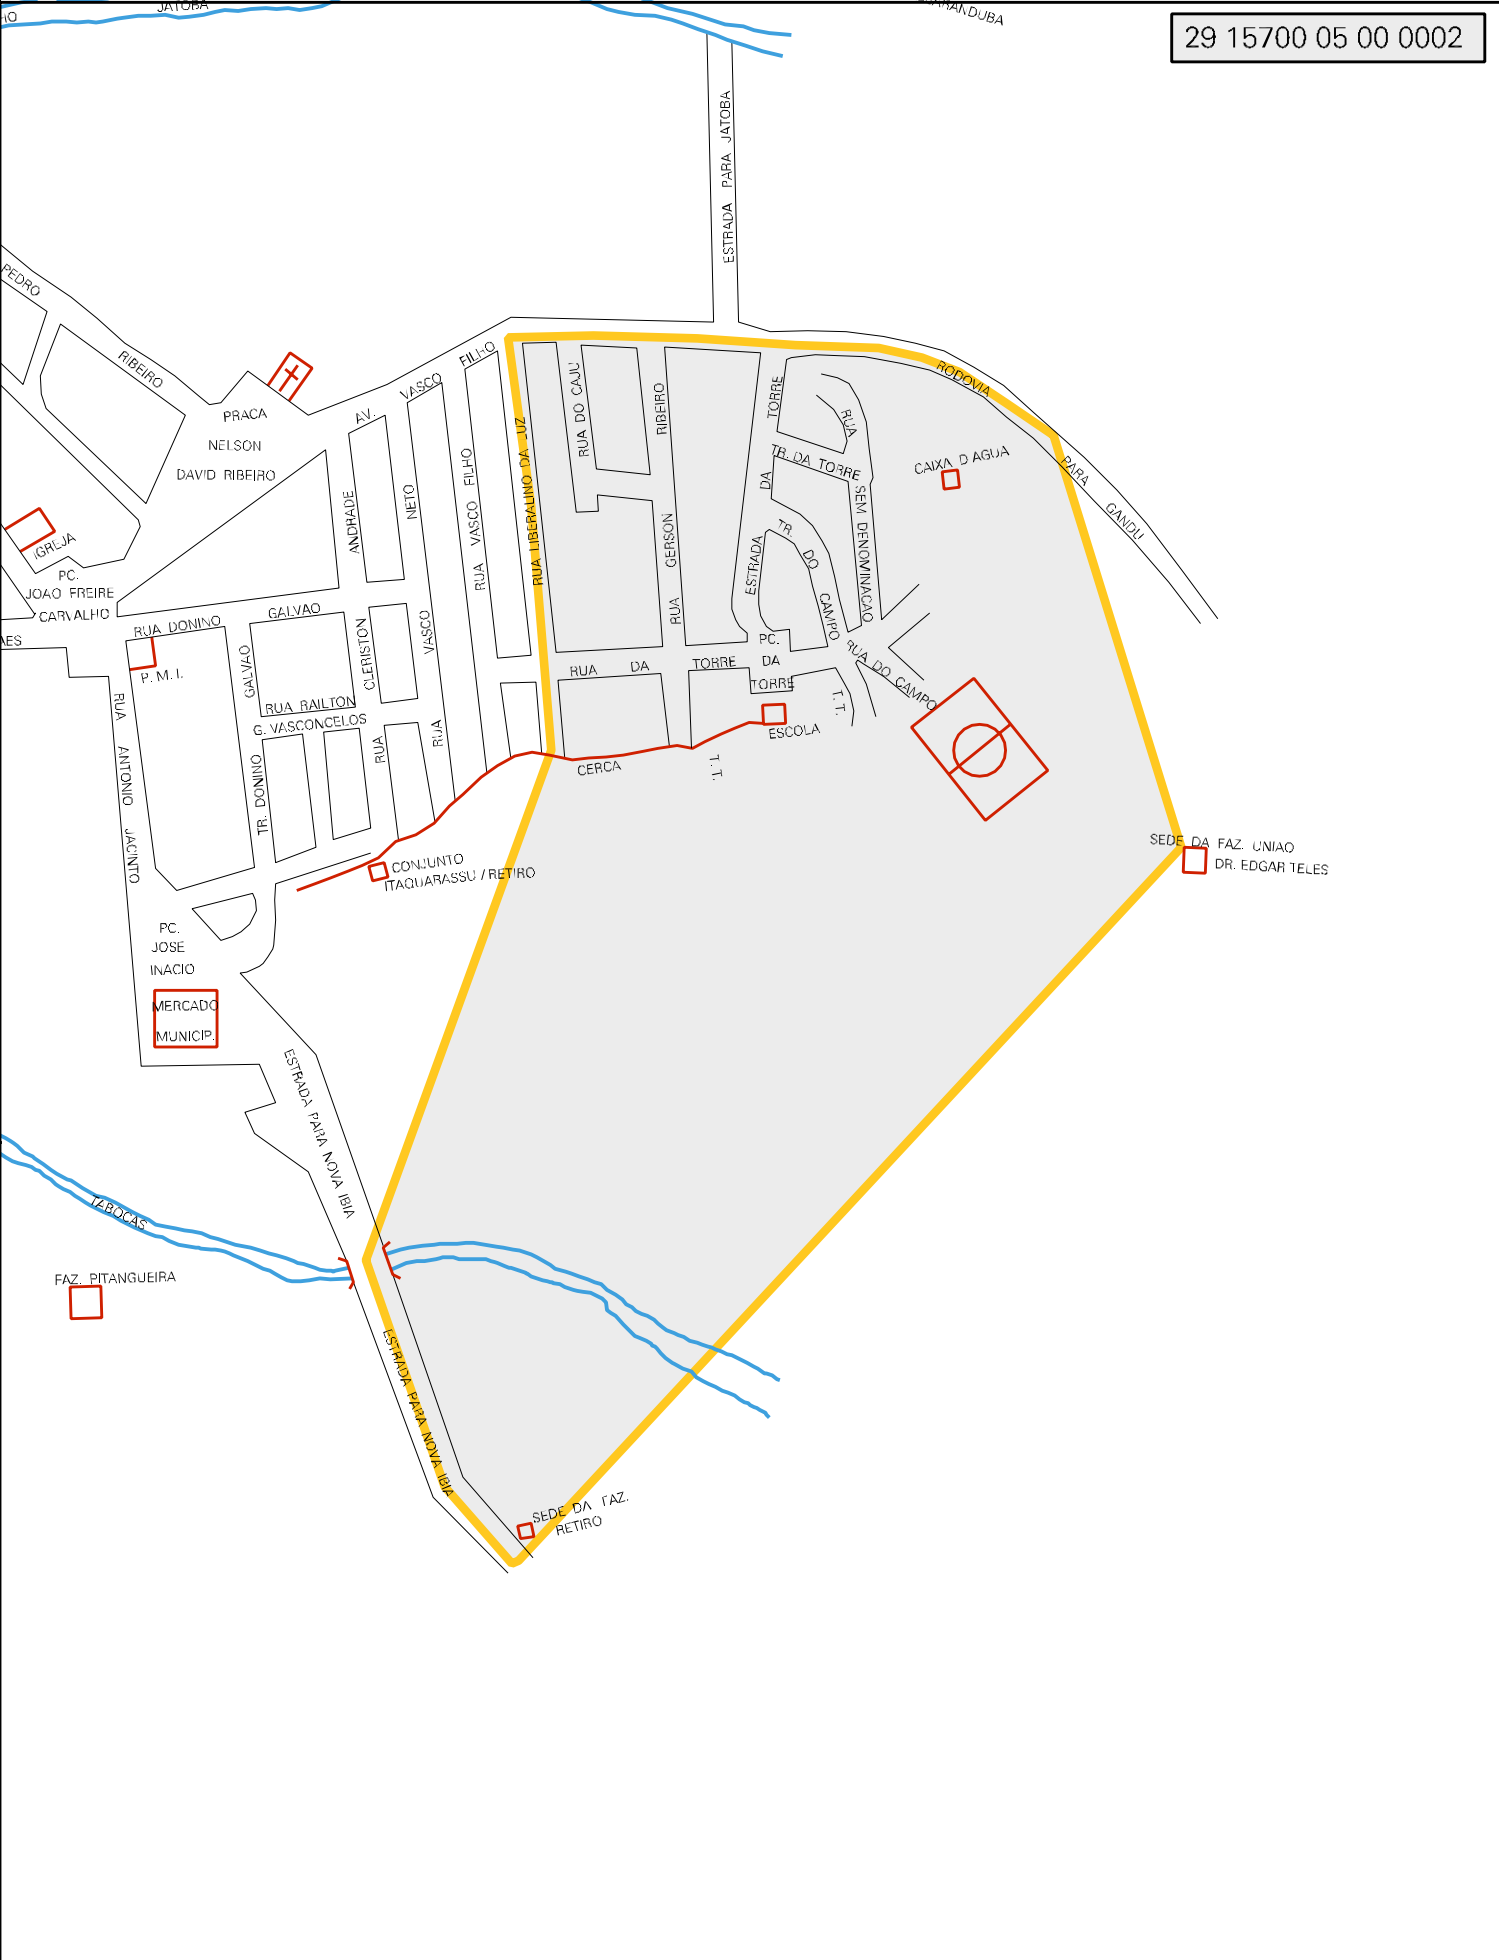 JATOBA
29 15700 05 00 0002
ESTRADA PARA JATOBA
PEDRO
RIBEIRO
PRACA
NELSON
DAVID RIBEIRO
AV.
VASCO
FILHO
RODOVIA
PARA
GANDU
IGREJA
PC.
JOAO FREIRE
CARVALHO
RUA DONINO
GALVAO
P. M. I.
GALVAO
TR. DONINO
RUA RAILTON
G. VASCONCELOS
ANDRADE
CLERISTON
RUA
NETO
VASCO
RUA
RUA VASCO FILHO
RUA LIBERALINO DA LUZ
RUA DO CAJU
RIBEIRO
GERSON
RUA
TORRE
DA
ESTRADA
TR. DA TORRE
RUA
SEM DENOMINACAO
CAIXA D AGUA
TR.
DO
CAMPO
RUA DA TORRE
PC.
DA
TORRE
RUA DO CAMPO
T. T.
ESCOLA
CERCA
T. T.
RUA ANTONIO JACINTO
CONJUNTO
ITAQUARASSU / RETIRO
SEDE DA FAZ. UNIAO
DR. EDGAR TELES
PC.
JOSE
INACIO
MERCADO
MUNICIP.
ESTRADA PARA NOVA IBIA
TABOCAS
FAZ. PITANGUEIRA
ESTRADA PARA NOVA IBIA
SEDE DA FAZ.
RETIRO